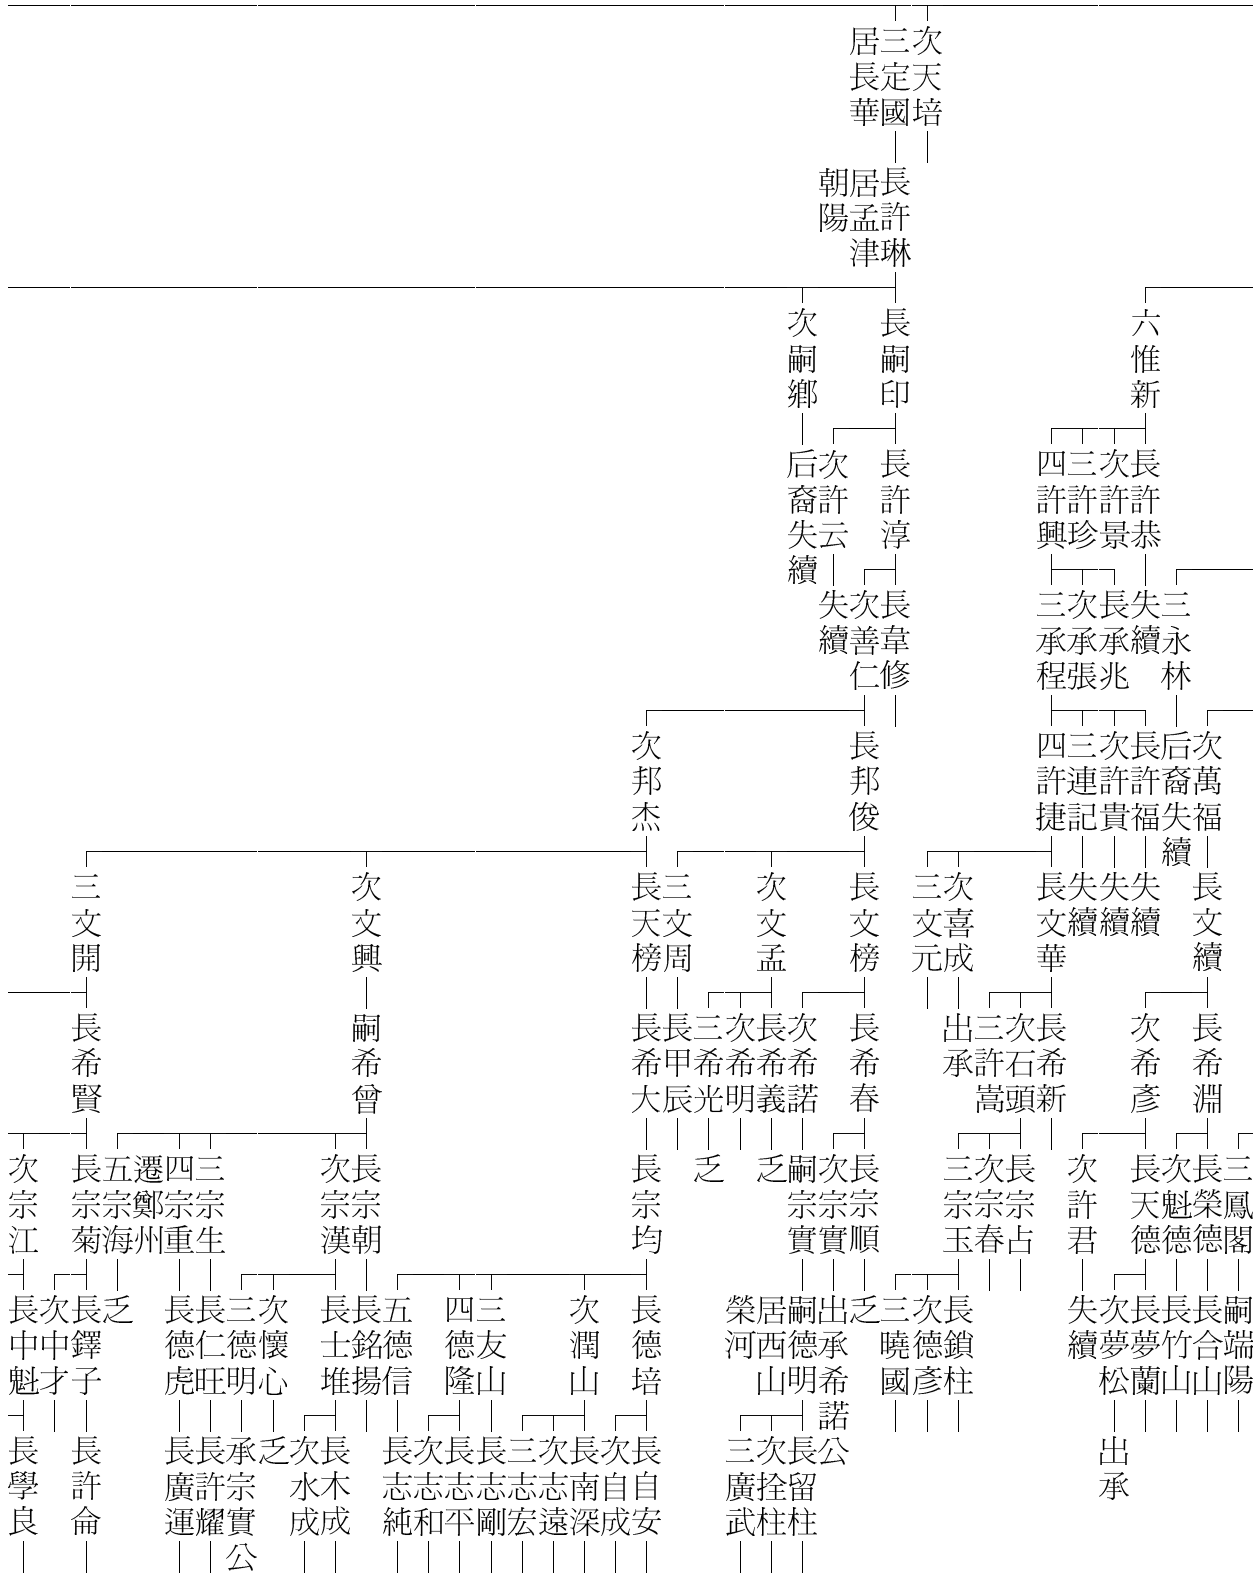 次天培
三定國
居長華
長許琳
居孟津
朝陽
六惟新
長嗣印
次嗣鄉
長許恭
次許景
三許珍
四許興
長許淳
次許云
后裔失續
三永林
失續
長承兆
次承張
三承程
長韋修
次善仁
失續
次萬福
后裔失續
長許福
次許貴
三連記
四許捷
長邦俊
次邦杰
長文續
失續
失續
失續
長文華
次喜成
三文元
長文榜
次文孟
三文周
長天榜
次文興
三文開
長希淵
次希彥
長希新
次石頭
三許嵩
出承
長希春
次希諾
長希義
次希明
三希光
長甲辰
長希大
嗣希曾
長希賢
三鳳閣
長榮德
次魁德
長天德
次許君
長宗占
次宗春
三宗玉
長宗順
次宗實
嗣宗實
乏
乏
長宗均
長宗朝
次宗漢
三宗生
四宗重
遷鄭州
五宗海
長宗菊
次宗江
嗣端陽
長合山
長竹山
長夢蘭
次夢松
失續
長鎖柱
次德彥
三曉國
乏
出承希諾公
嗣德明
居西山
榮河
長德培
次潤山
三友山
四德隆
五德信
長銘揚
長士堆
次懷心
三德明
長仁旺
長德虎
乏
長鐸子
次中才
長中魁
出承
長留柱
次拴柱
三廣武
長自安
次自成
長南深
次志遠
三志宏
長志剛
長志平
次志和
長志純
長木成
次水成
乏
承宗實公
長許耀
長廣運
長許侖
長學良